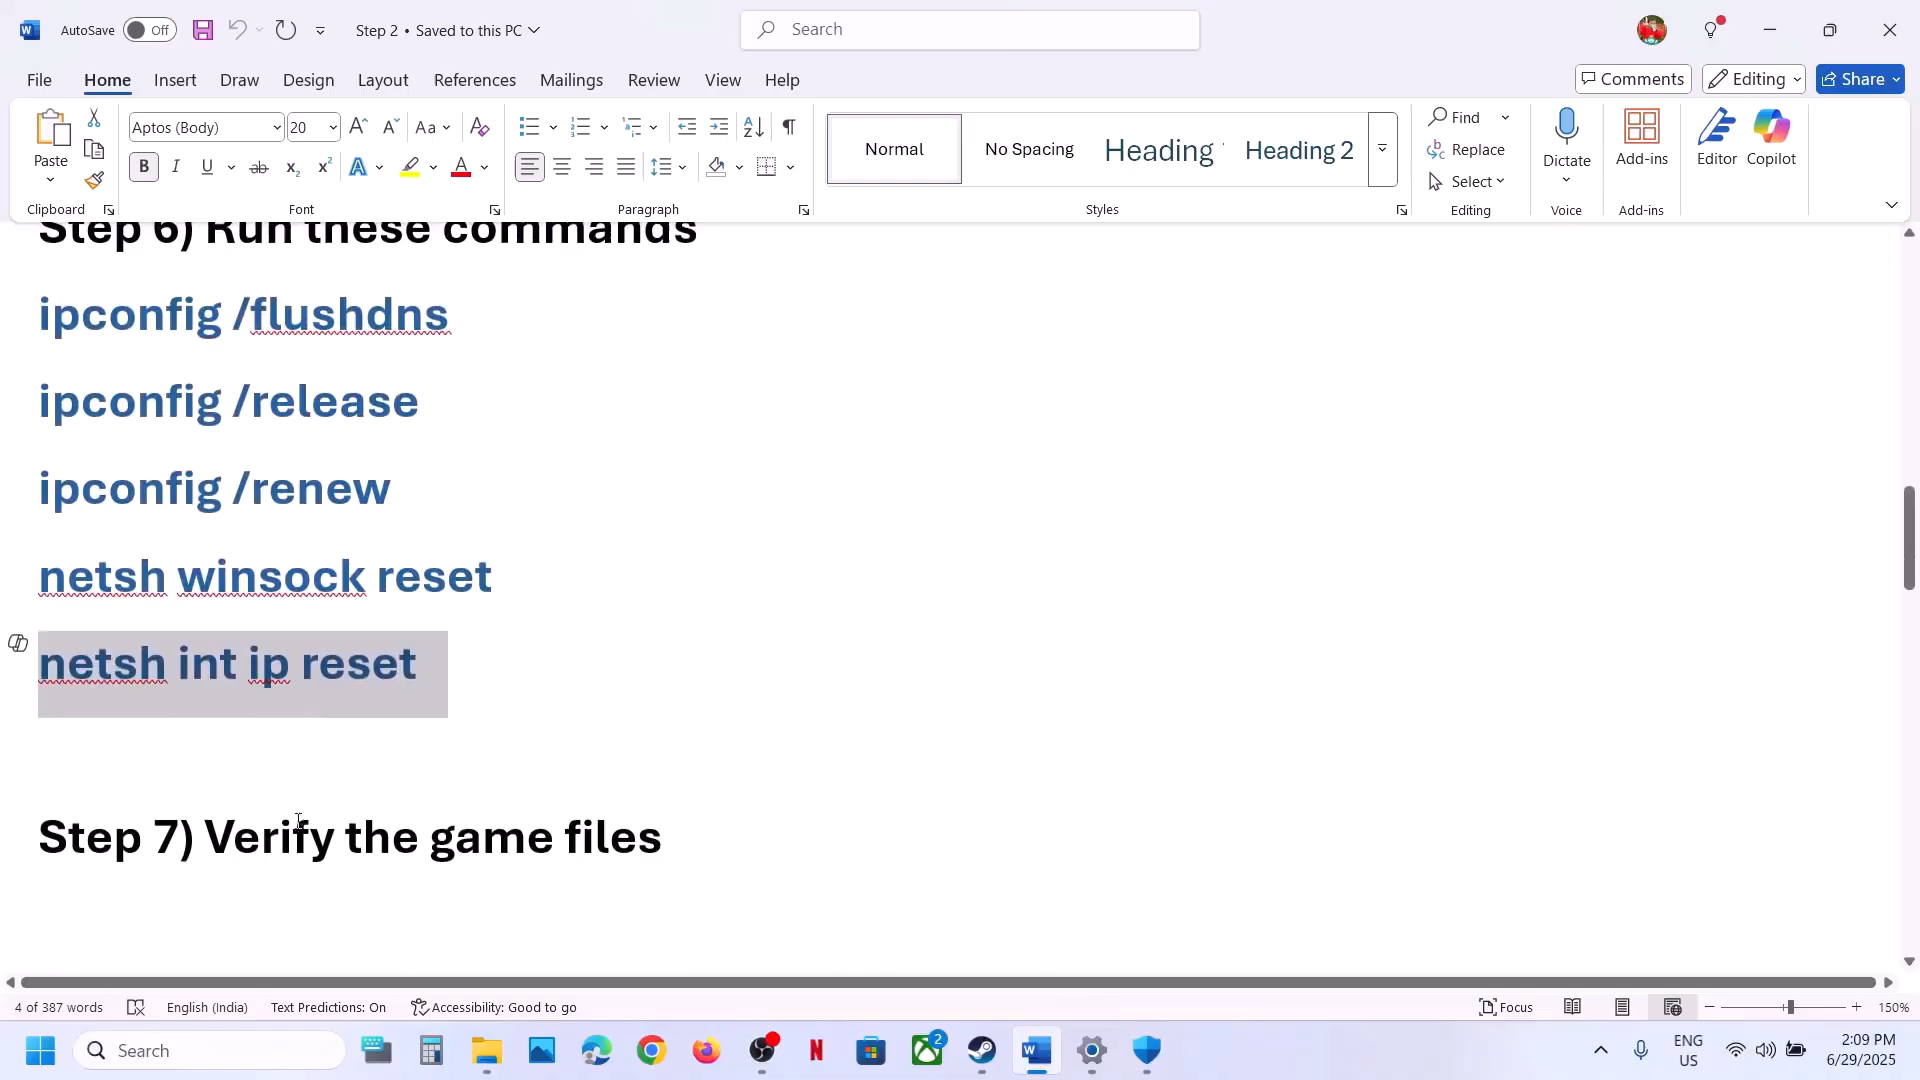 AutoSave Off Step 2 • Saved to this PC Search
File Home Insert Draw Design Layout References Mailings Review View Help Comments Editing Share
Aptos (Body) 20 Aa Normal No Spacing Heading Heading 2 Find
Paste Replace Dictate Add-ins Editor Copilot
B I U ab x₂ x² A A Select
Clipboard Font Paragraph Styles Editing Voice Add-ins
Step 6) Run these commands
ipconfig /flushdns
ipconfig /release
ipconfig /renew
netsh winsock reset
netsh int ip reset
Step 7) Verify the game files
4 of 387 words English (India) Text Predictions: On Accessibility: Good to go Focus 150%
Search 2 ENG US 2:09 PM 6/29/2025